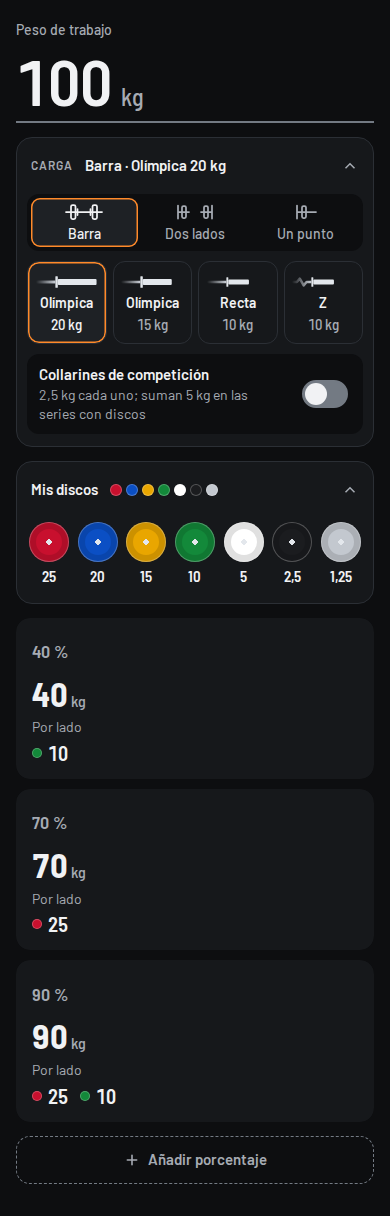 Peso de trabajo
100 kg
CARGA Barra · Olímpica 20 kg
Barra Dos lados Un punto
Olímpica Olímpica Recta Z
20 kg 15 kg 10 kg 10 kg
Collarines de competición
2,5 kg cada uno; suman 5 kg en las
series con discos
Mis discos
25 20 15 10 5 2,5 1,25
40 %
40 kg
Por lado
10
70 %
70 kg
Por lado
25
90 %
90 kg
Por lado
25 10
+ Añadir porcentaje